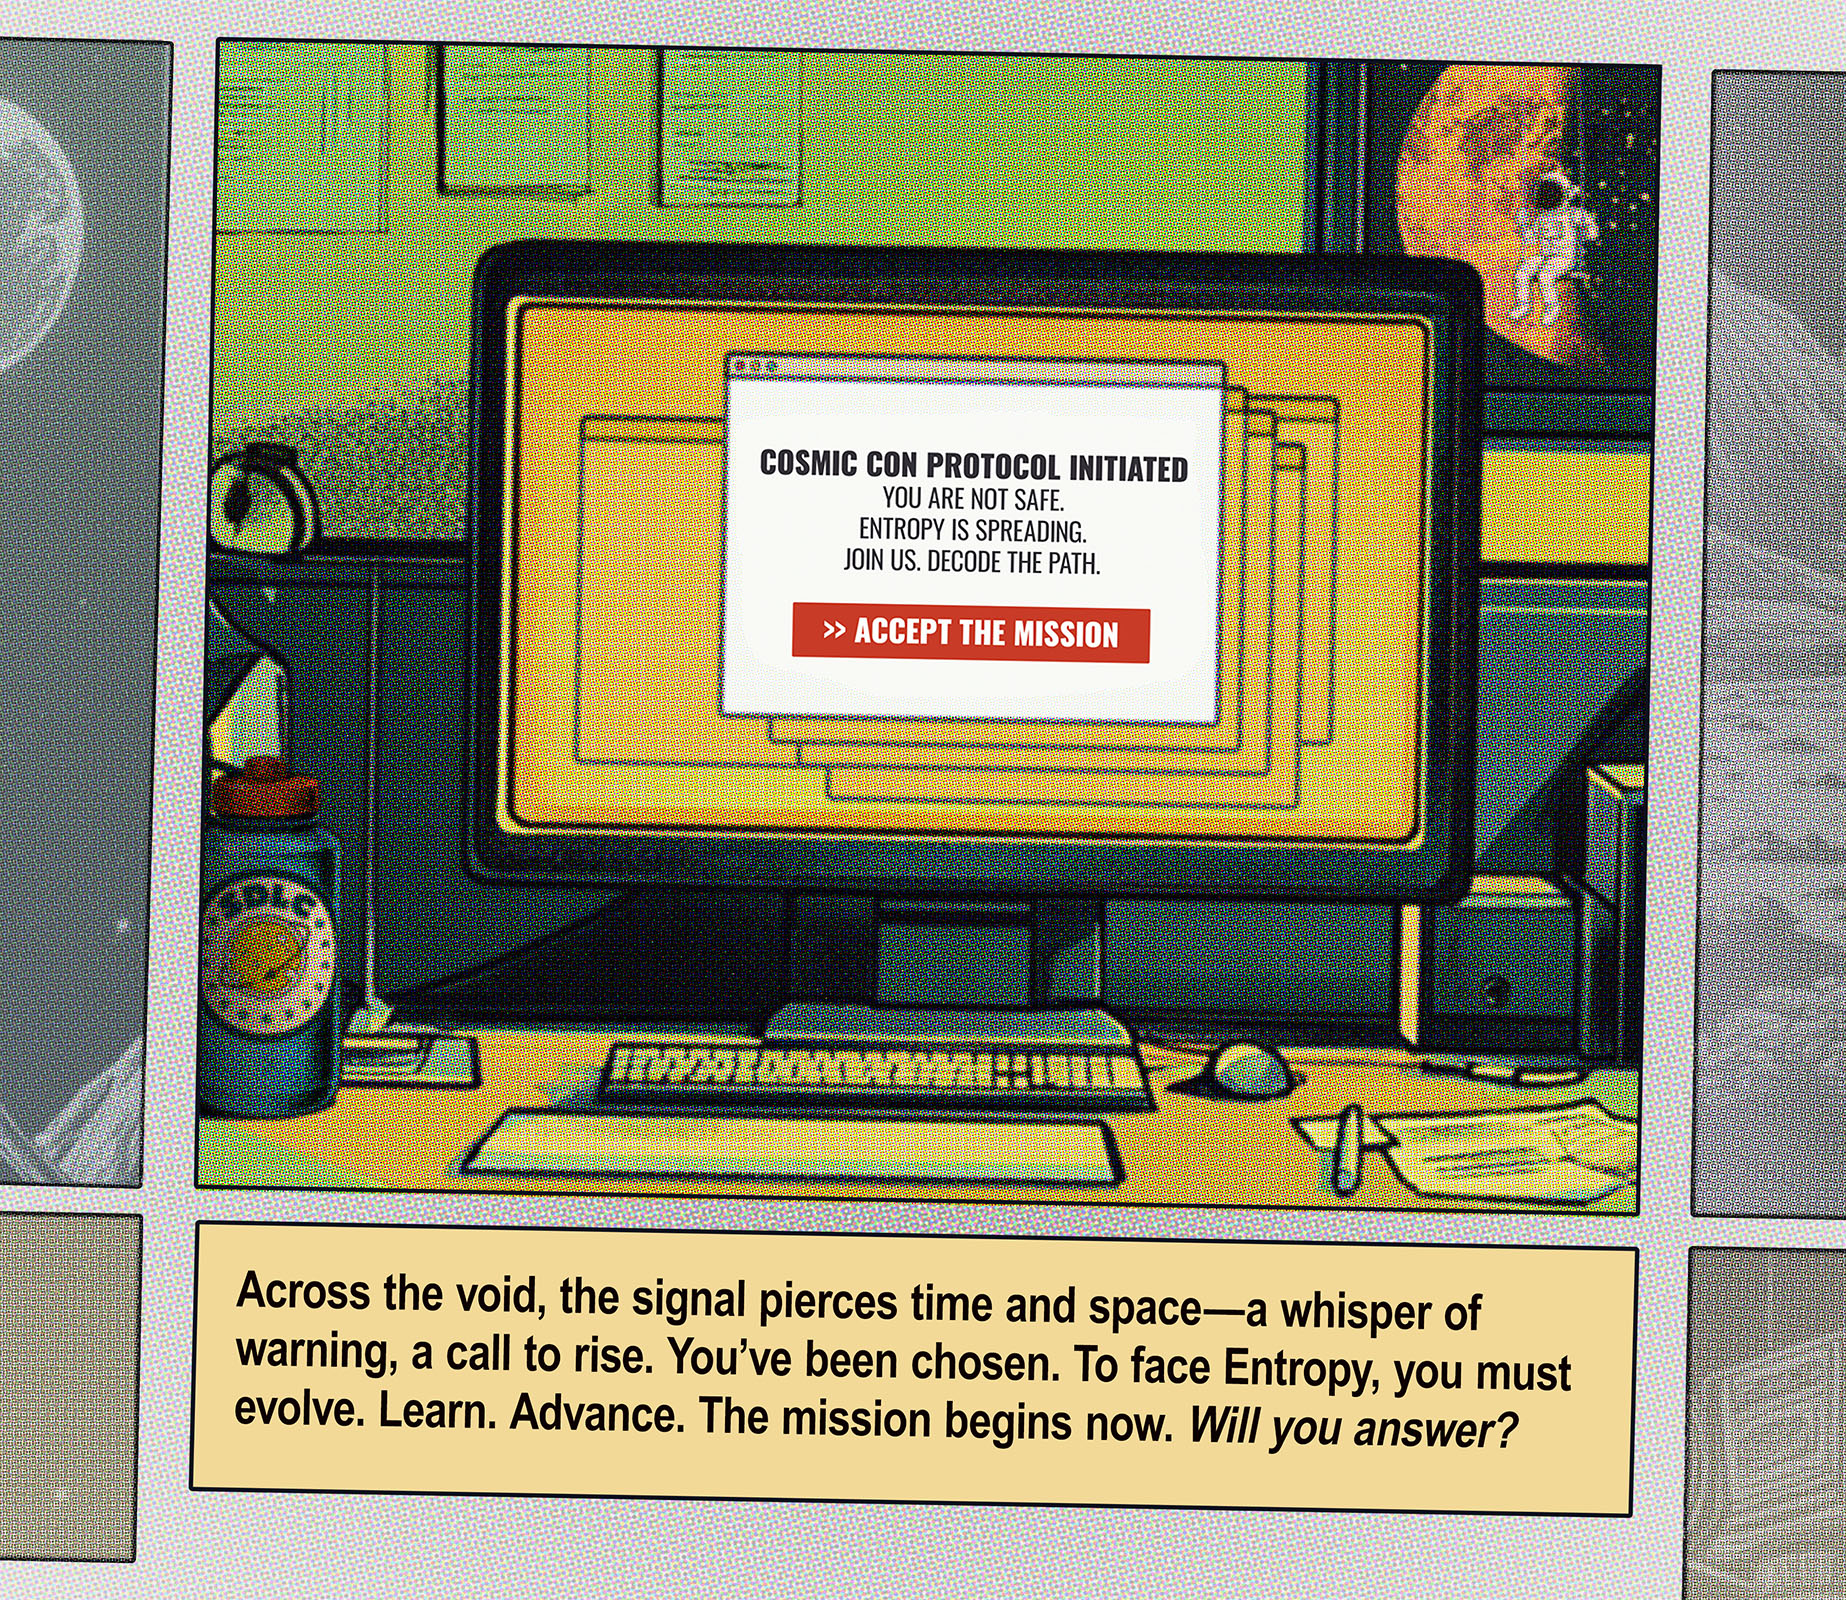 COSMIC CON PROTOCOL INITIATED
YOU ARE NOT SAFE.
ENTROPY IS SPREADING.
JOIN US. DECODE THE PATH.
>> ACCEPT THE MISSION
Across the void, the signal pierces time and space—a whisper of
warning, a call to rise. You’ve been chosen. To face Entropy, you must
evolve. Learn. Advance. The mission begins now. Will you answer?